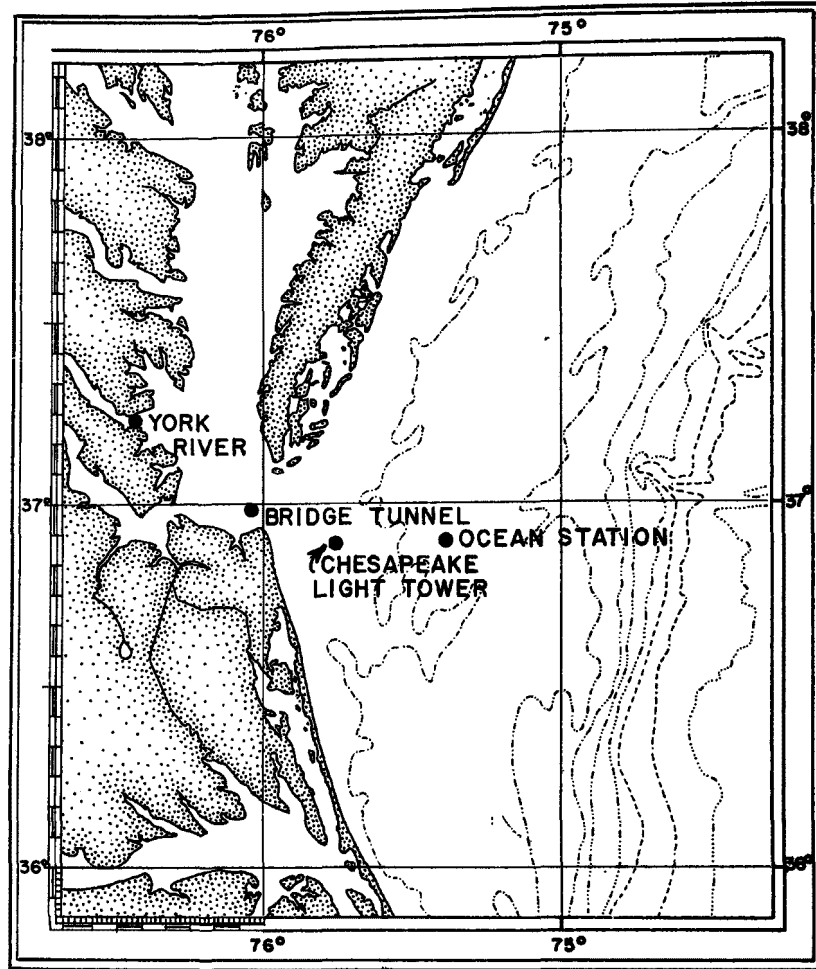 76° 75°
38° 38°
YORK
RIVER
37° 37°
BRIDGE TUNNEL
OCEAN STATION
CHESAPEAKE
LIGHT TOWER
36° 36°
76° 75°